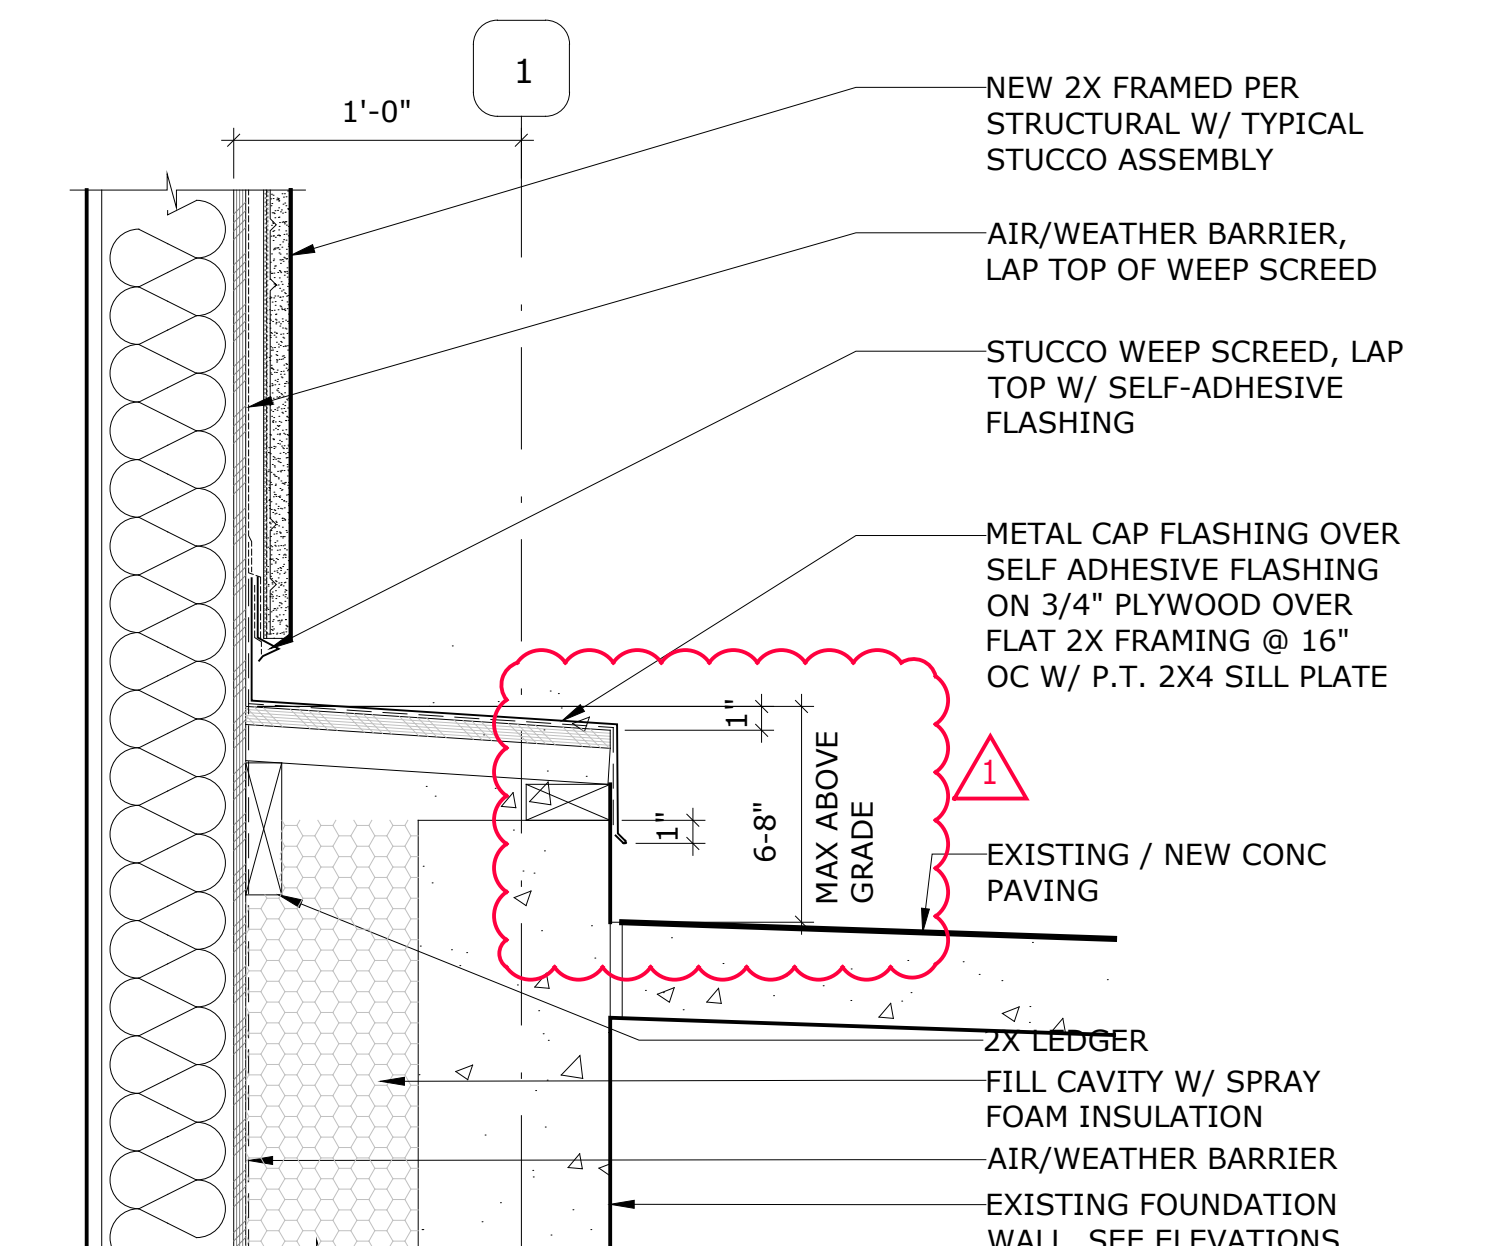 1
1'-0"
NEW 2X FRAMED PER
STRUCTURAL W/ TYPICAL
STUCCO ASSEMBLY
AIR/WEATHER BARRIER,
LAP TOP OF WEEP SCREED
STUCCO WEEP SCREED, LAP
TOP W/ SELF-ADHESIVE
FLASHING
METAL CAP FLASHING OVER
SELF ADHESIVE FLASHING
ON 3/4" PLYWOOD OVER
FLAT 2X FRAMING @ 16"
OC W/ P.T. 2X4 SILL PLATE
1"
1"
6-8"
MAX ABOVE
GRADE
1
EXISTING / NEW CONC
PAVING
2X LEDGER
FILL CAVITY W/ SPRAY
FOAM INSULATION
AIR/WEATHER BARRIER
EXISTING FOUNDATION
WALL, SEE ELEVATIONS